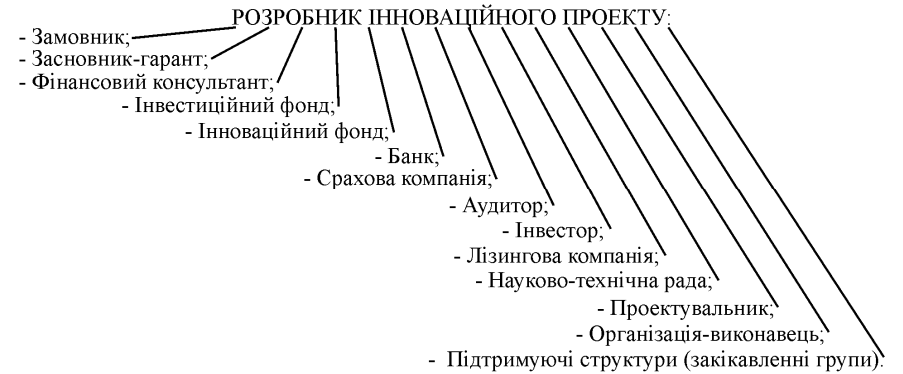 РОЗРОБНИК ІННОВАЦІЙНОГО ПРОЕКТУ:
- Замовник;
- Засновник-гарант;
- Фінансовий консультант;
- Інвестиційний фонд;
- Інноваційний фонд;
- Банк;
- Срахова компанія;
- Аудитор;
- Інвестор;
- Лізингова компанія;
- Науково-технічна рада;
- Проектувальник;
- Організація-виконавець;
- Підтримуючі структури (закікавленні групи).